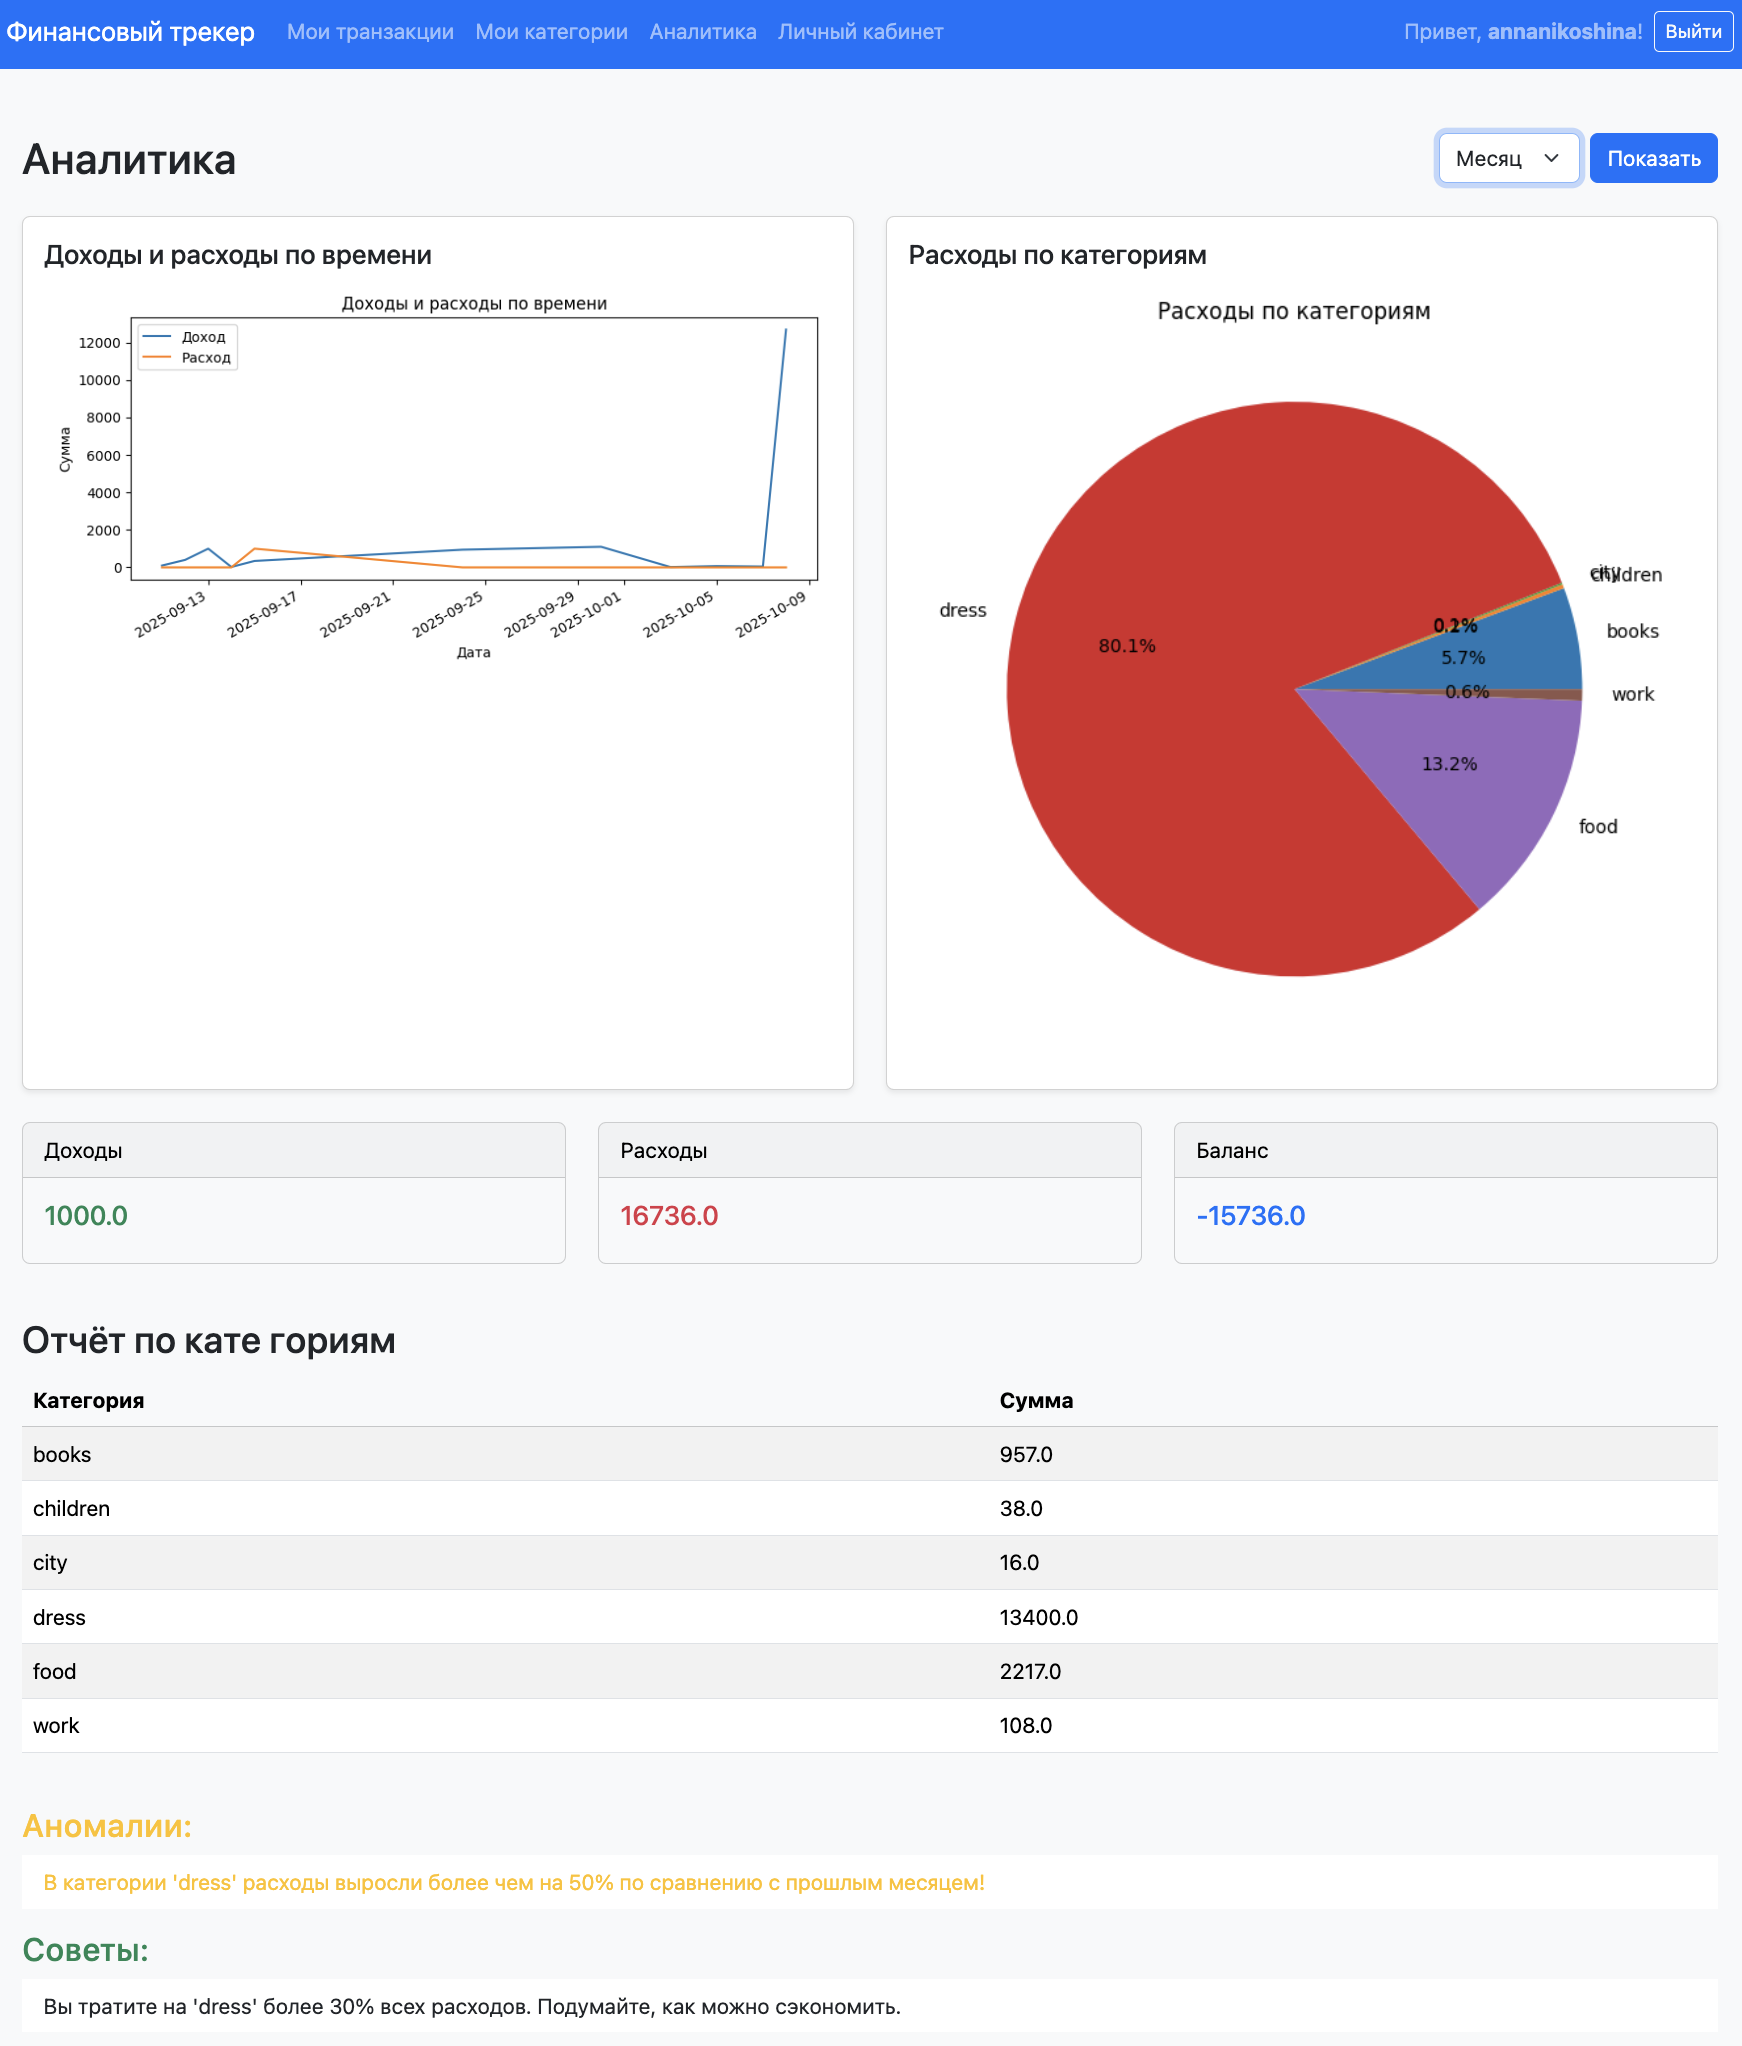 Финансовый трекер Мои транзакции Мои категории Аналитика Личный кабинет Привет, annanikoshina! Выйти
Аналитика
Месяц Показать
Доходы и расходы по времени
Доходы и расходы по времени
Доход
Расход
12000
10000
8000
6000
4000
2000
0
Сумма
2025-09-13 2025-09-17 2025-09-21 2025-09-25 2025-09-29 2025-10-01 2025-10-05 2025-10-09
Дата
Расходы по категориям
Расходы по категориям
city
children
books
work
food
dress
80.1%
5.7%
0.6%
13.2%
Доходы
1000.0
Расходы
16736.0
Баланс
-15736.0
Отчёт по кате гориям
Категория Сумма
books 957.0
children 38.0
city 16.0
dress 13400.0
food 2217.0
work 108.0
Аномалии:
В категории 'dress' расходы выросли более чем на 50% по сравнению с прошлым месяцем!
Советы:
Вы тратите на 'dress' более 30% всех расходов. Подумайте, как можно сэкономить.